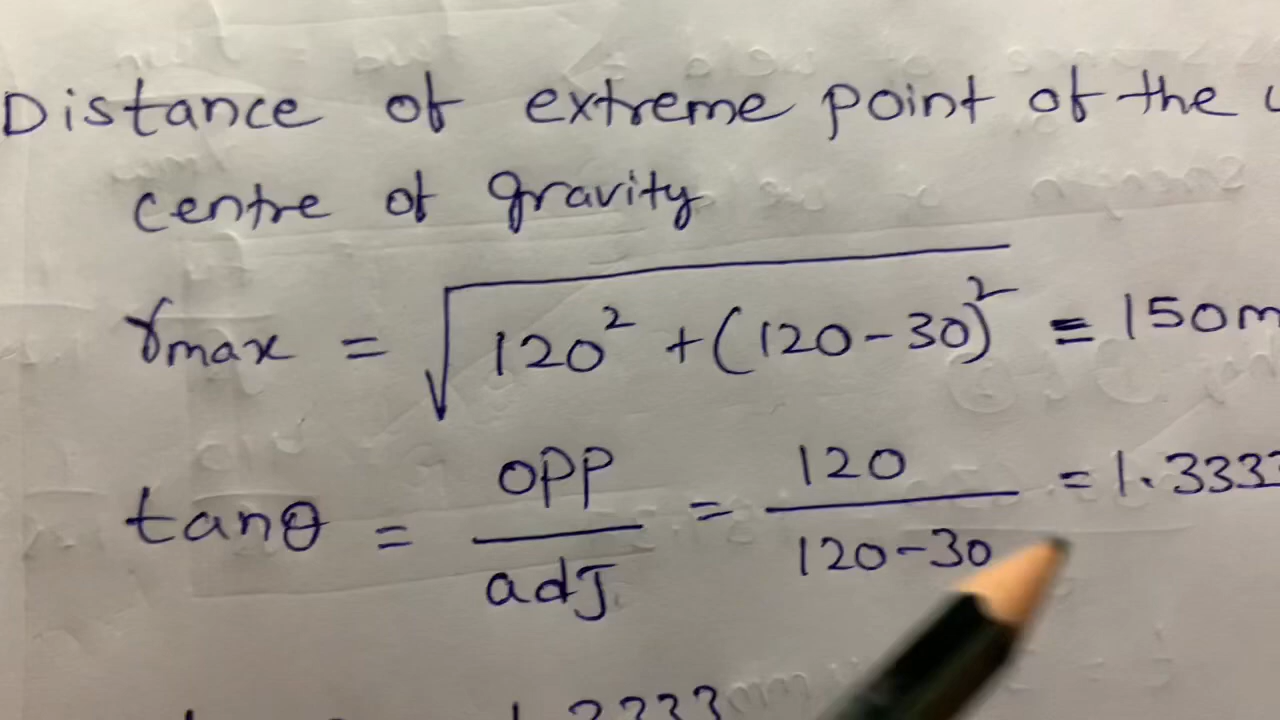 Distance of extreme point of the
centre of gravity
rmax = √120² + (120-30)² = 150m
tanθ = opp/adj = 120/120-30 = 1.333